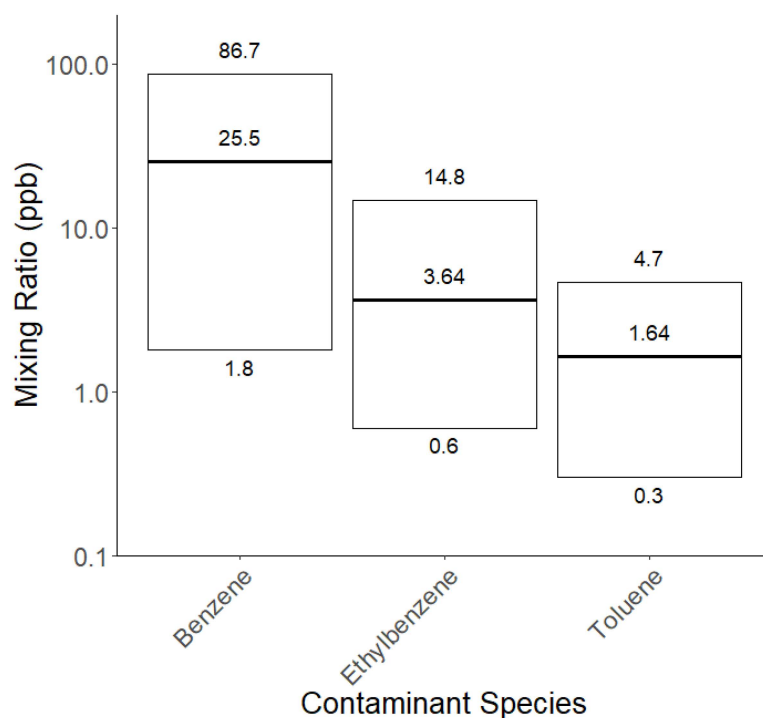 86.7
100.0
25.5
14.8
10.0
4.7
3.64
1.64
1.8
1.0
0.6
0.3
0.1
Mixing Ratio (ppb)
Benzene
Ethylbenzene
Toluene
Contaminant Species